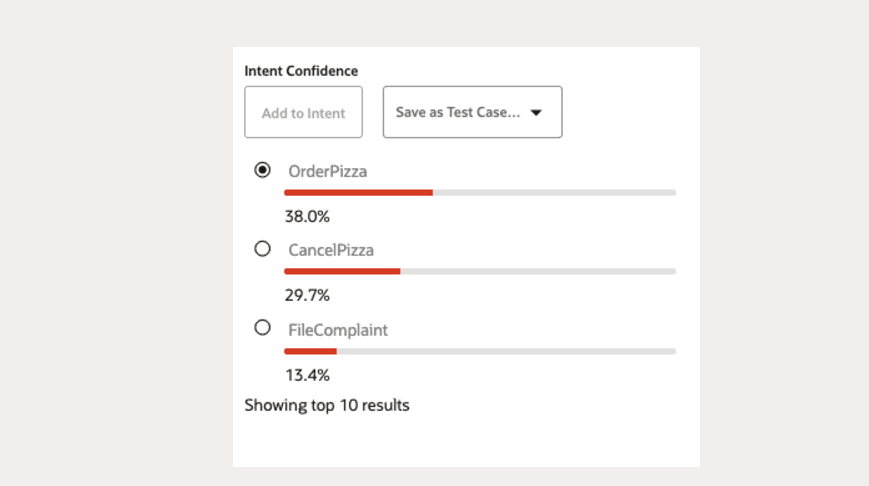 Intent Confidence
Add to Intent
Save as Test Case...
OrderPizza
38.0%
CancelPizza
29.7%
FileComplaint
13.4%
Showing top 10 results